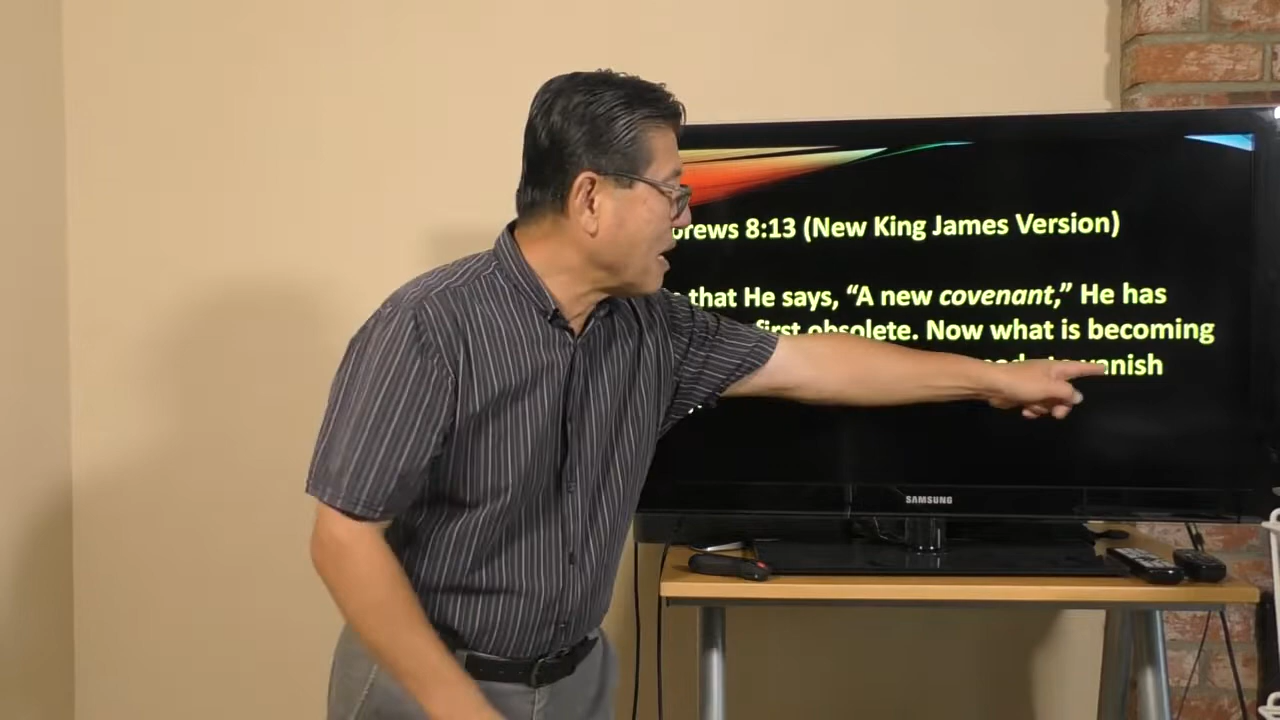 8:13 (New King James Version)
that He says, “A new covenant,” He has
first obsolete. Now what is becoming
vanish
SAMSUNG